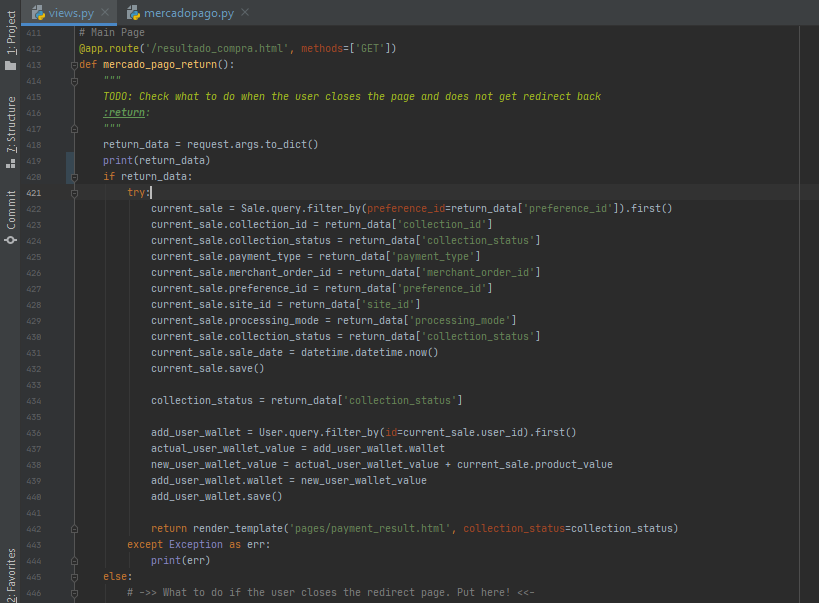 views.py
mercadopago.py
1: Project
7: Structure
Commit
2: Favorites
411 # Main Page
412 @app.route('/resultado_compra.html', methods=['GET'])
413 def mercado_pago_return():
414 """
415 TODO: Check what to do when the user closes the page and does not get redirect back
416 :return:
417 """
418 return_data = request.args.to_dict()
419 print(return_data)
420 if return_data:
421 try:
422 current_sale = Sale.query.filter_by(preference_id=return_data['preference_id']).first()
423 current_sale.collection_id = return_data['collection_id']
424 current_sale.collection_status = return_data['collection_status']
425 current_sale.payment_type = return_data['payment_type']
426 current_sale.merchant_order_id = return_data['merchant_order_id']
427 current_sale.preference_id = return_data['preference_id']
428 current_sale.site_id = return_data['site_id']
429 current_sale.processing_mode = return_data['processing_mode']
430 current_sale.collection_status = return_data['collection_status']
431 current_sale.sale_date = datetime.datetime.now()
432 current_sale.save()
433
434 collection_status = return_data['collection_status']
435
436 add_user_wallet = User.query.filter_by(id=current_sale.user_id).first()
437 actual_user_wallet_value = add_user_wallet.wallet
438 new_user_wallet_value = actual_user_wallet_value + current_sale.product_value
439 add_user_wallet.wallet = new_user_wallet_value
440 add_user_wallet.save()
441
442 return render_template('pages/payment_result.html', collection_status=collection_status)
443 except Exception as err:
444 print(err)
445 else:
446 # ->> What to do if the user closes the redirect page. Put here! <<-